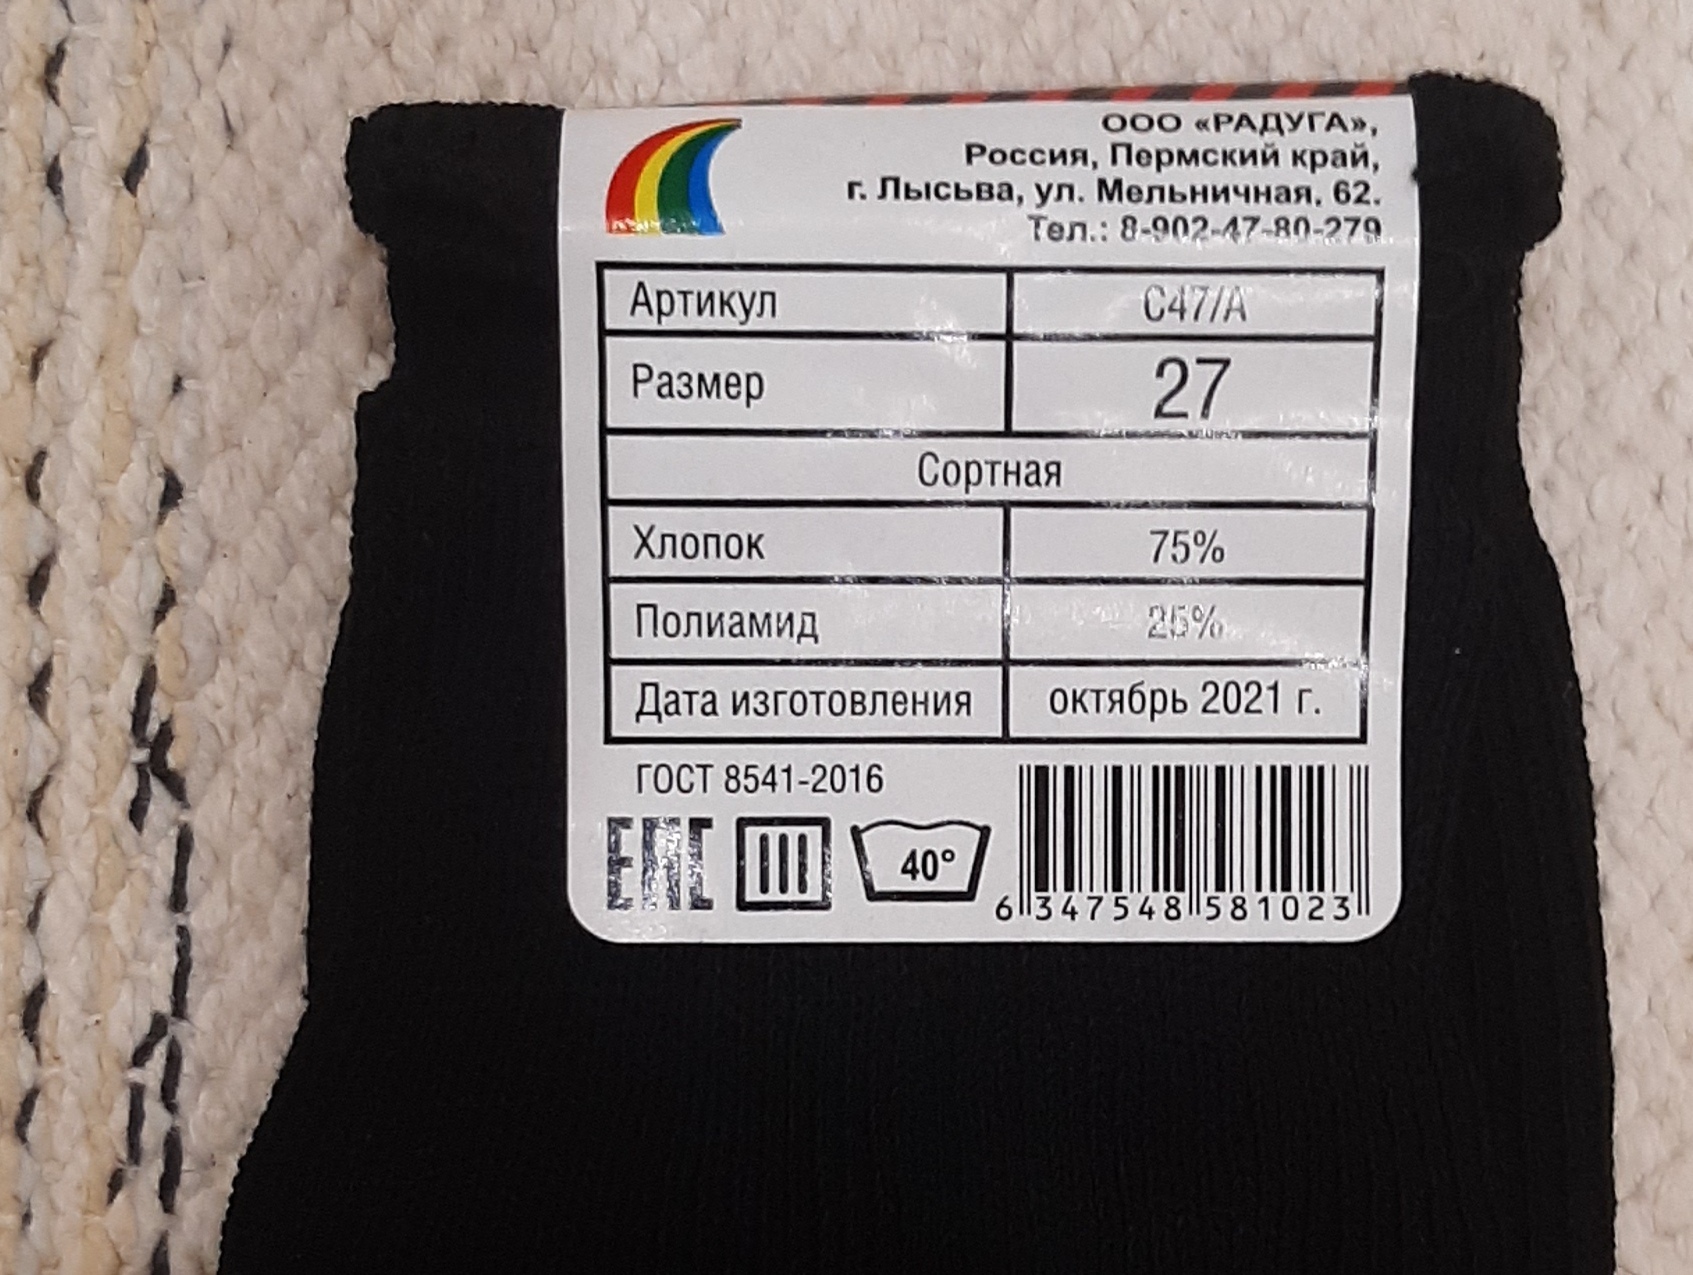 ООО «РАДУГА»,
Россия, Пермский край,
г. Лысьва, ул. Мельничная, 62.
Тел.: 8-902-47-80-279
Артикул С47/А
Размер 27
Сортная
Хлопок 75%
Полиамид 25%
Дата изготовления октябрь 2021 г.
ГОСТ 8541-2016
ЕАС III 40°
6 347548 581023